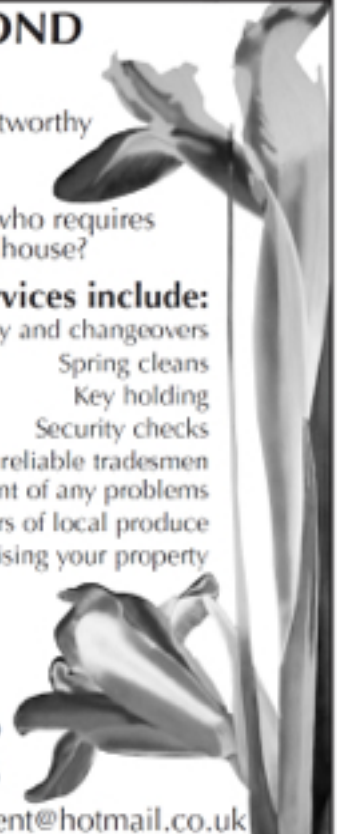 OND
tworthy
who requires
house?
rvices include:
y and changeovers
Spring cleans
Key holding
Security checks
reliable tradesmen
nt of any problems
rs of local produce
ising your property
ent@hotmail.co.uk